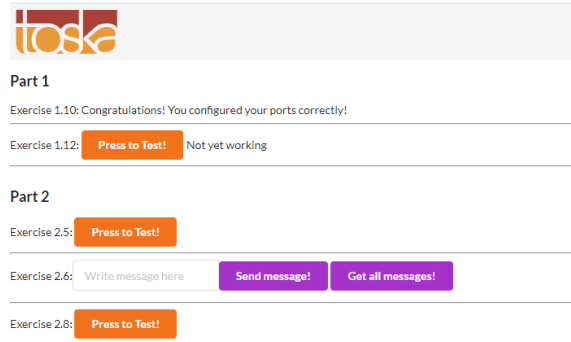 toska
Part 1
Exercise 1.10: Congratulations! You configured your ports correctly!
Exercise 1.12: Press to Test! Not yet working
Part 2
Exercise 2.5: Press to Test!
Exercise 2.6: Write message here Send message! Get all messages!
Exercise 2.8: Press to Test!